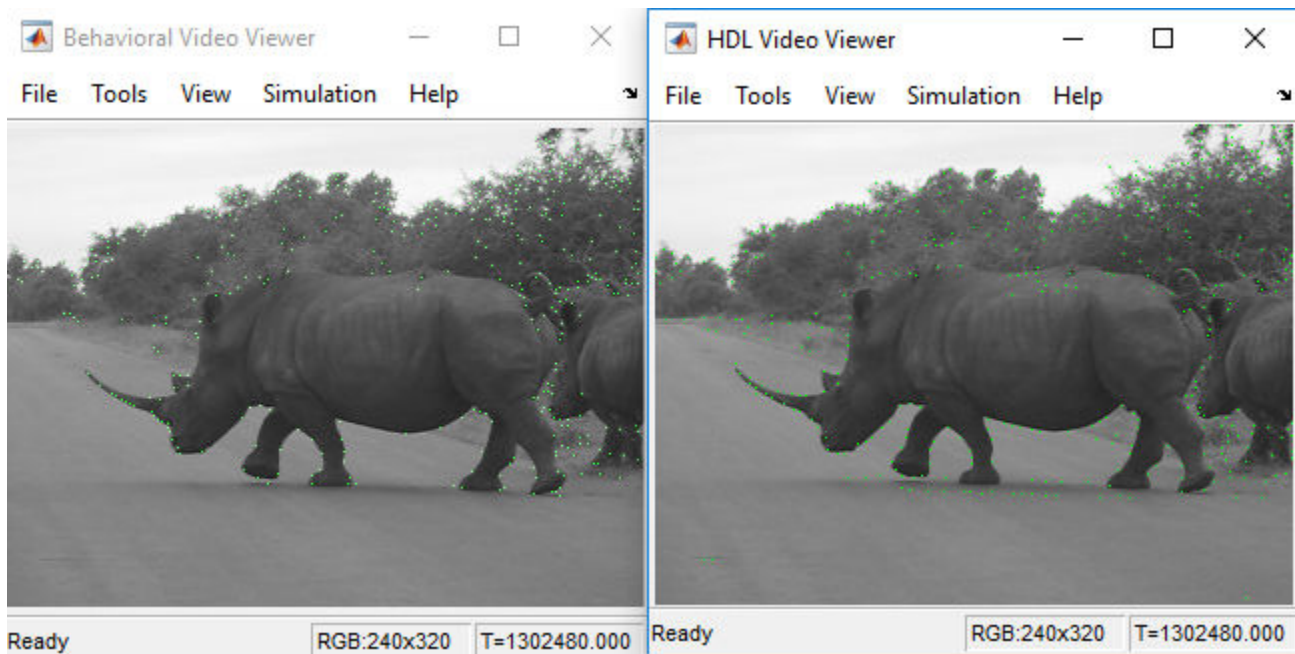 Behavioral Video Viewer
File Tools View Simulation Help
Ready RGB:240x320 T=1302480.000
HDL Video Viewer
File Tools View Simulation Help
Ready RGB:240x320 T=1302480.000